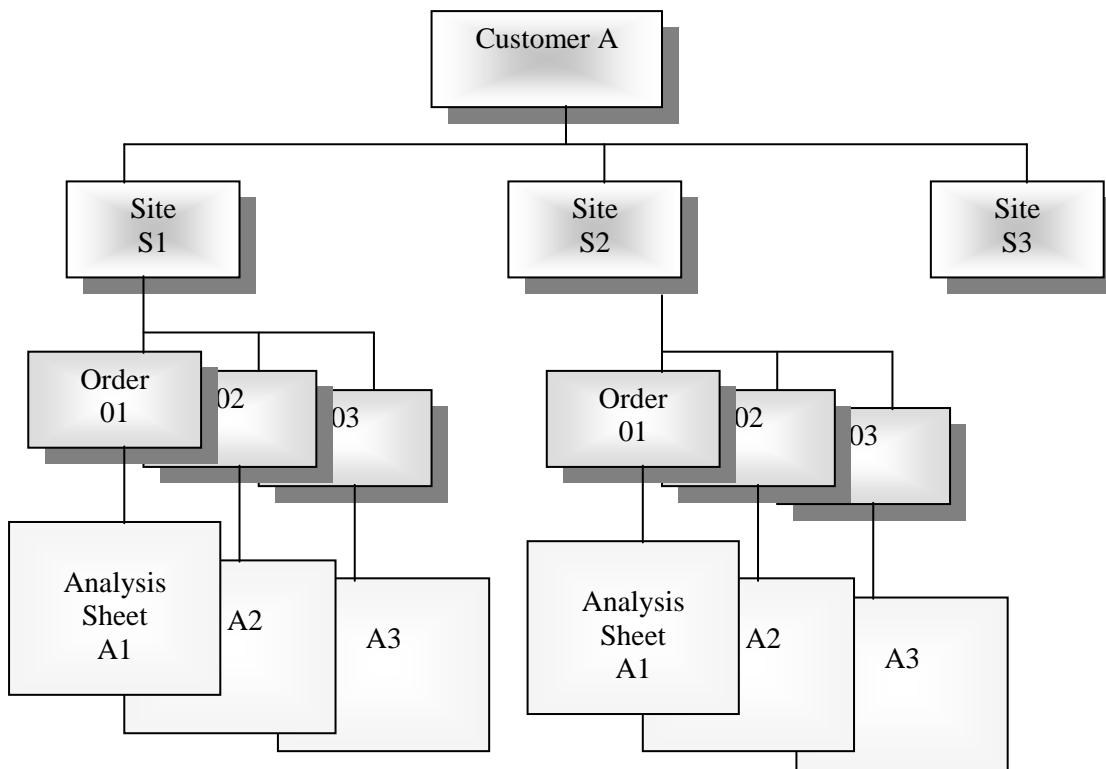 Customer A
Site
S1
Site
S2
Site
S3
Order
01
02
03
Order
01
02
03
Analysis
Sheet
A1
A2
A3
Analysis
Sheet
A1
A2
A3